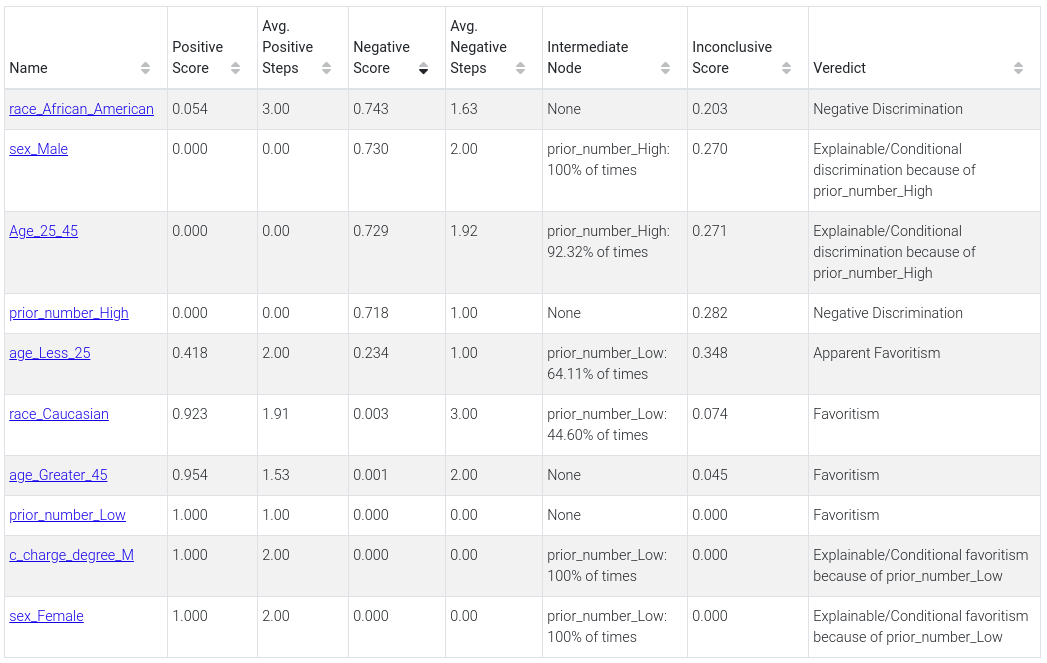 Name
Positive Score
Avg. Positive Steps
Negative Score
Avg. Negative Steps
Intermediate Node
Inconclusive Score
Veredict
race_African_American 0.054 3.00 0.743 1.63 None 0.203 Negative Discrimination
sex_Male 0.000 0.00 0.730 2.00 prior_number_High: 0.270 Explainable/Conditional
100% of times discrimination because of
prior_number_High
Age_25_45 0.000 0.00 0.729 1.92 prior_number_High: 0.271 Explainable/Conditional
92.32% of times discrimination because of
prior_number_High
prior_number_High 0.000 0.00 0.718 1.00 None 0.282 Negative Discrimination
age_Less_25 0.418 2.00 0.234 1.00 prior_number_Low: 0.348 Apparent Favoritism
64.11% of times
race_Caucasian 0.923 1.91 0.003 3.00 prior_number_Low: 0.074 Favoritism
44.60% of times
age_Greater_45 0.954 1.53 0.001 2.00 None 0.045 Favoritism
prior_number_Low 1.000 1.00 0.000 0.00 None 0.000 Favoritism
c_charge_degree_M 1.000 2.00 0.000 0.00 prior_number_Low: 0.000 Explainable/Conditional favoritism
100% of times because of prior_number_Low
sex_Female 1.000 2.00 0.000 0.00 prior_number_Low: 0.000 Explainable/Conditional favoritism
100% of times because of prior_number_Low